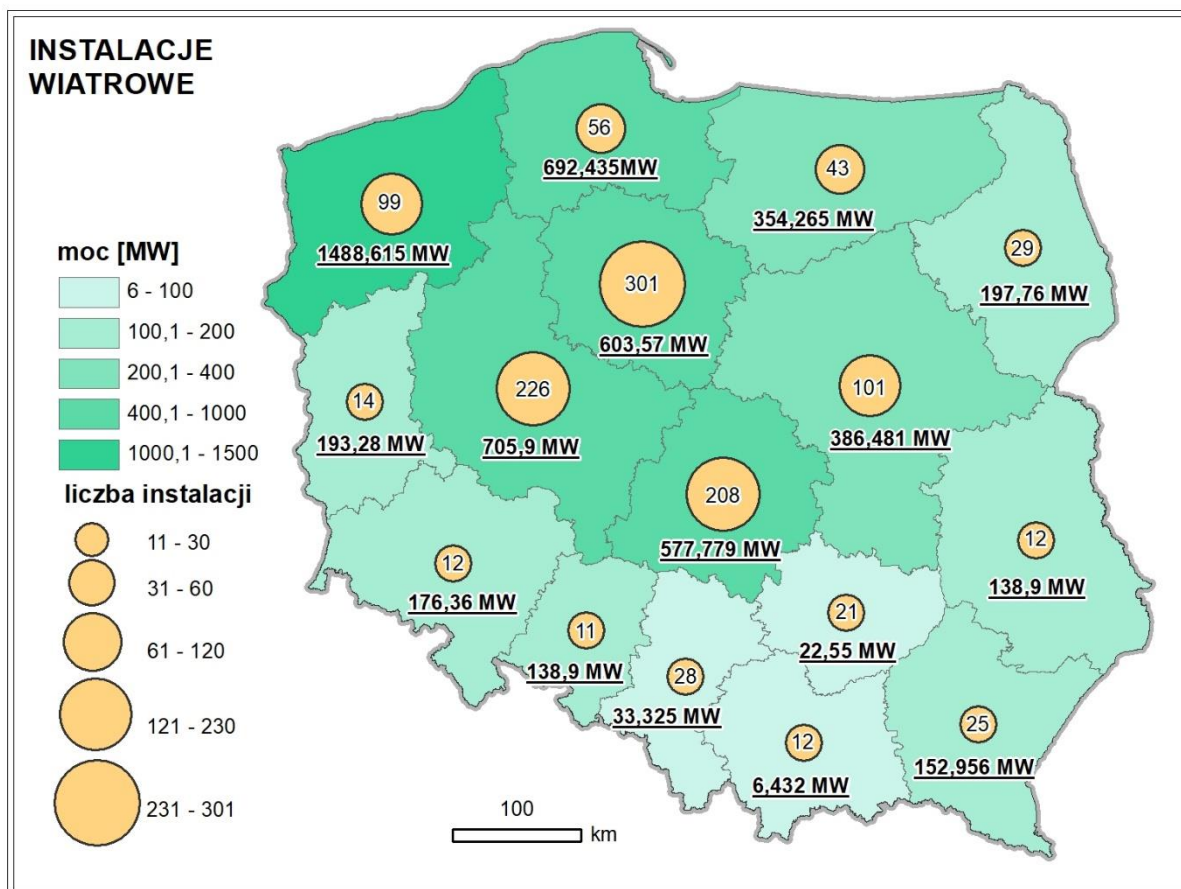 INSTALACJE
WIATROWE
moc [MW]
6 - 100
100,1 - 200
200,1 - 400
400,1 - 1000
1000,1 - 1500
liczba instalacji
11 - 30
31 - 60
61 - 120
121 - 230
231 - 301
56
692,435MW
43
354,265 MW
99
1488,615 MW
29
197,76 MW
301
603,57 MW
226
705,9 MW
101
386,481 MW
14
193,28 MW
208
577,779 MW
12
176,36 MW
12
138,9 MW
11
138,9 MW
21
22,55 MW
28
33,325 MW
12
6,432 MW
25
152,956 MW
100
km